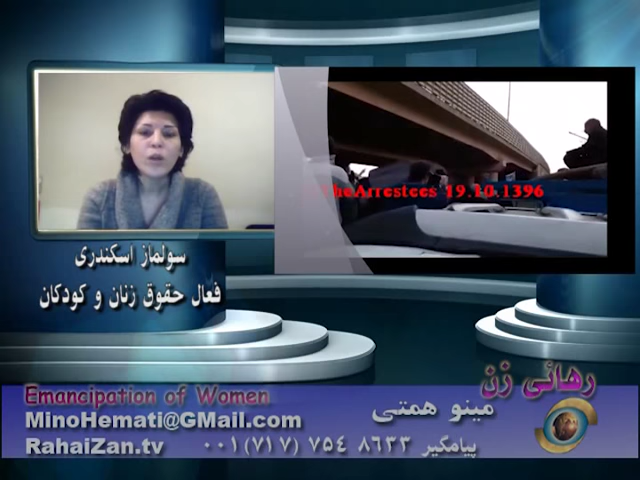 heArrestees 19.10.1396
سولماز اسکندری
فعال حقوق زنان و کودکان
Emancipation of Women
رهائی زن
MinoHemati@GMail.com
مینو همتی
RahaiZan.tv
پیامگیر ۸۶۳۳ ۷۵۴ (۷۱۷) ۰۰۱